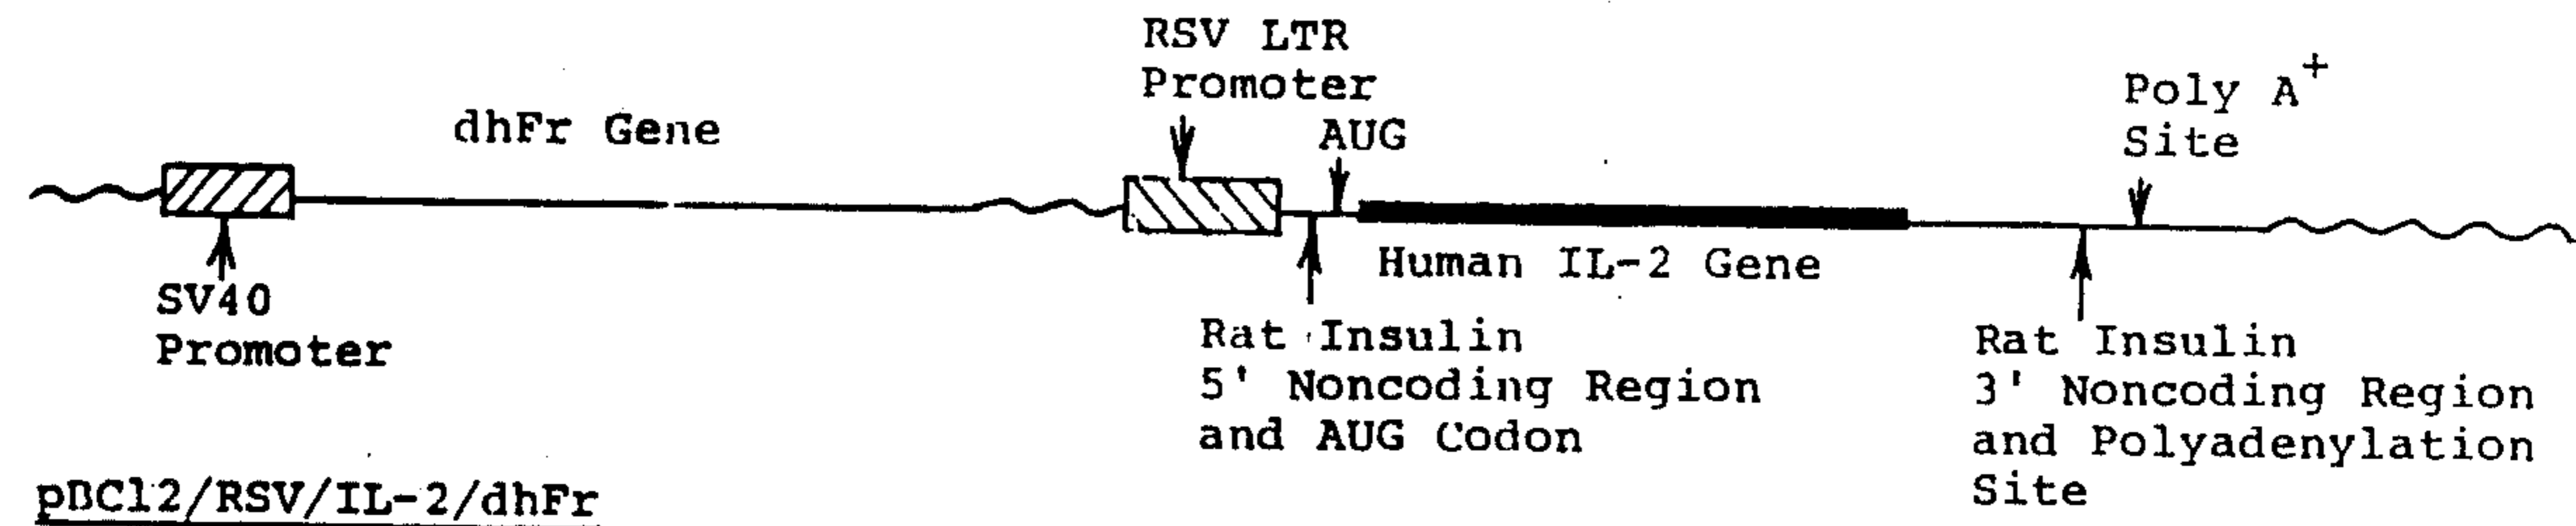 RSV LTR
Promoter
Poly A+
Site
dhFr Gene
AUG
Human IL-2 Gene
SV40
Promoter
Rat Insulin
5' Noncoding Region
and AUG Codon
Rat Insulin
3' Noncoding Region
and Polyadenylation
Site
pBC12/RSV/IL-2/dhFr